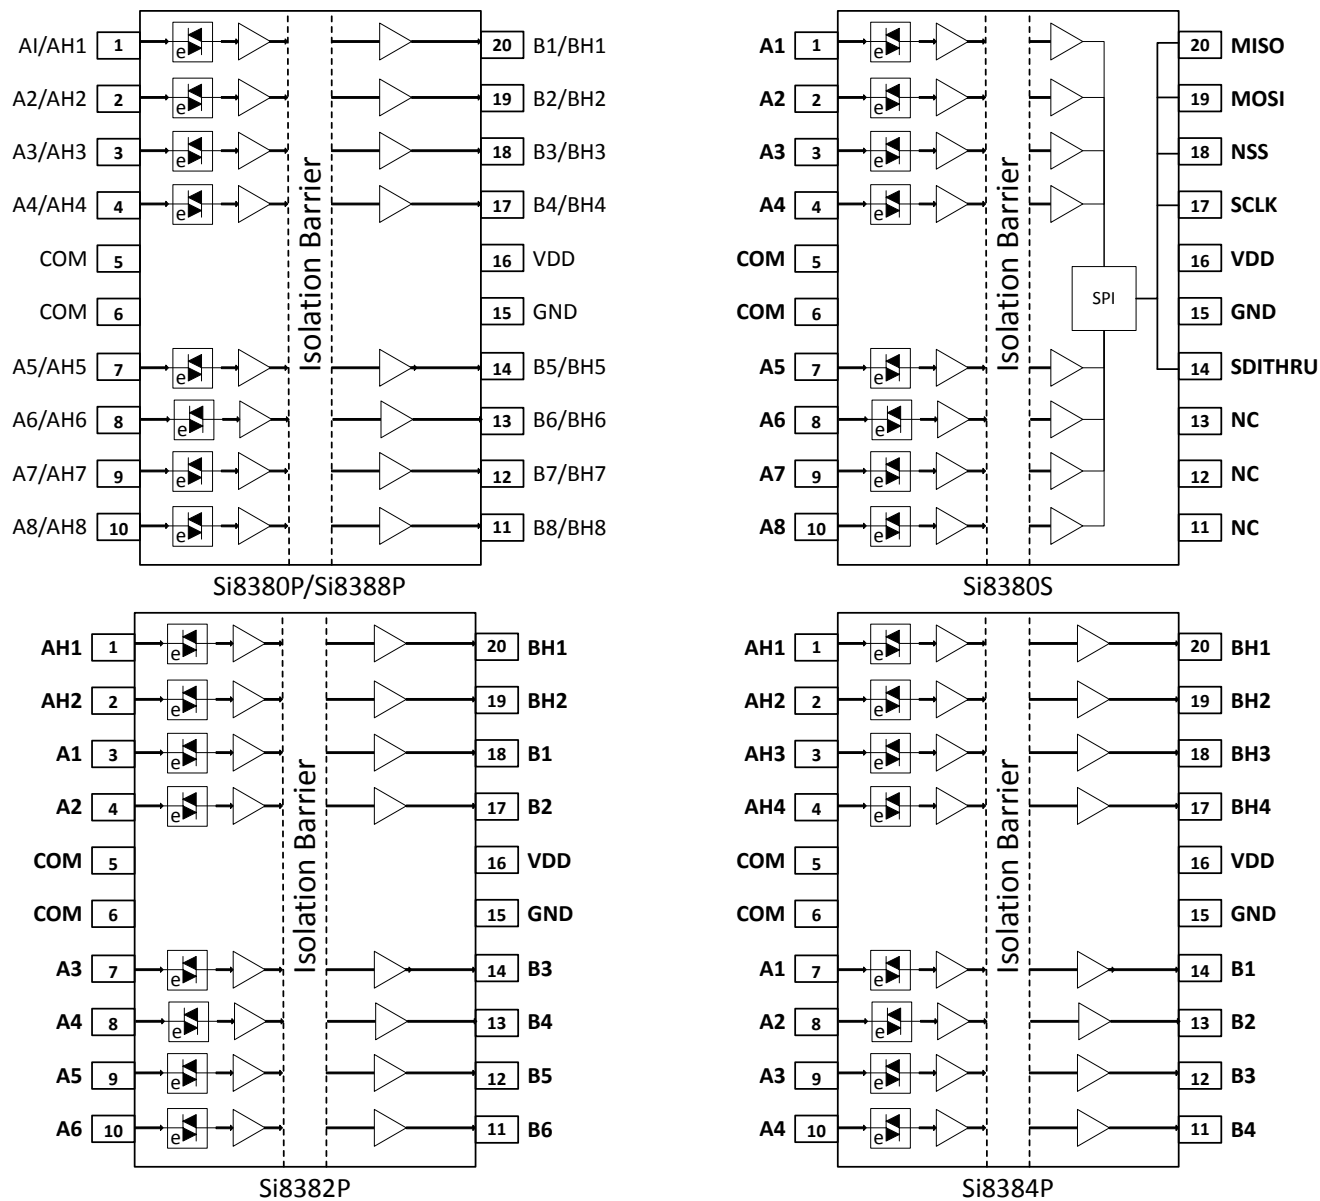 AI/AH1 1 20 B1/BH1
A2/AH2 2 e 19 B2/BH2
A3/AH3 3 e 18 B3/BH3
A4/AH4 4 e 17 B4/BH4
COM 5 16 VDD
COM 6 15 GND
A5/AH5 7 e 14 B5/BH5
A6/AH6 8 e 13 B6/BH6
A7/AH7 9 e 12 B7/BH7
A8/AH8 10 e 11 B8/BH8
e
Isolation Barrier
Si8380P/Si8388P
A1 1 e 20 MISO
A2 2 e 19 MOSI
A3 3 e 18 NSS
A4 4 e 17 SCLK
COM 5 16 VDD
SPI
COM 6 15 GND
A5 7 e 14 SDITHRU
A6 8 e 13 NC
A7 9 e 12 NC
A8 10 e 11 NC
Isolation Barrier
Si8380S
AH1 1 e 20 BH1
AH2 2 e 19 BH2
A1 3 e 18 B1
A2 4 e 17 B2
COM 5 16 VDD
COM 6 15 GND
A3 7 e 14 B3
A4 8 e 13 B4
A5 9 e 12 B5
A6 10 e 11 B6
Isolation Barrier
Si8382P
AH1 1 e 20 BH1
AH2 2 e 19 BH2
AH3 3 e 18 BH3
AH4 4 e 17 BH4
COM 5 16 VDD
COM 6 15 GND
A1 7 e 14 B1
A2 8 e 13 B2
A3 9 e 12 B3
A4 10 e 11 B4
Isolation Barrier
Si8384P